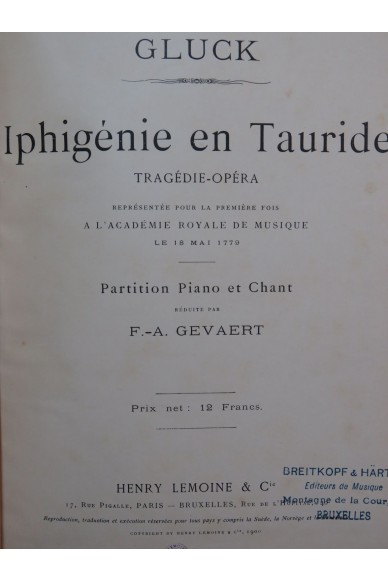 GLUCK
Iphigénie en Tauride
TRAGÉDIE-OPÉRA
REPRÉSENTÉE POUR LA PREMIÈRE FOIS
A L'ACADÉMIE ROYALE DE MUSIQUE
LE 18 MAI 1779
Partition Piano et Chant
RÉDUITE PAR
F.-A. GEVAERT
Prix net : 12 Francs.
HENRY LEMOINE & Cie
17, RUE PIGALLE, PARIS — BRUXELLES, RUE DE
Reproduction, traduction et exécution réservées pour tous pays y compris la Suède, la Norvège et
COPYRIGHT BY HENRY LEMOINE & Cie, 1900
BREITKOPF & HÄRT
Editeurs de Musique
Montagne de la Cour
BRUXELLES